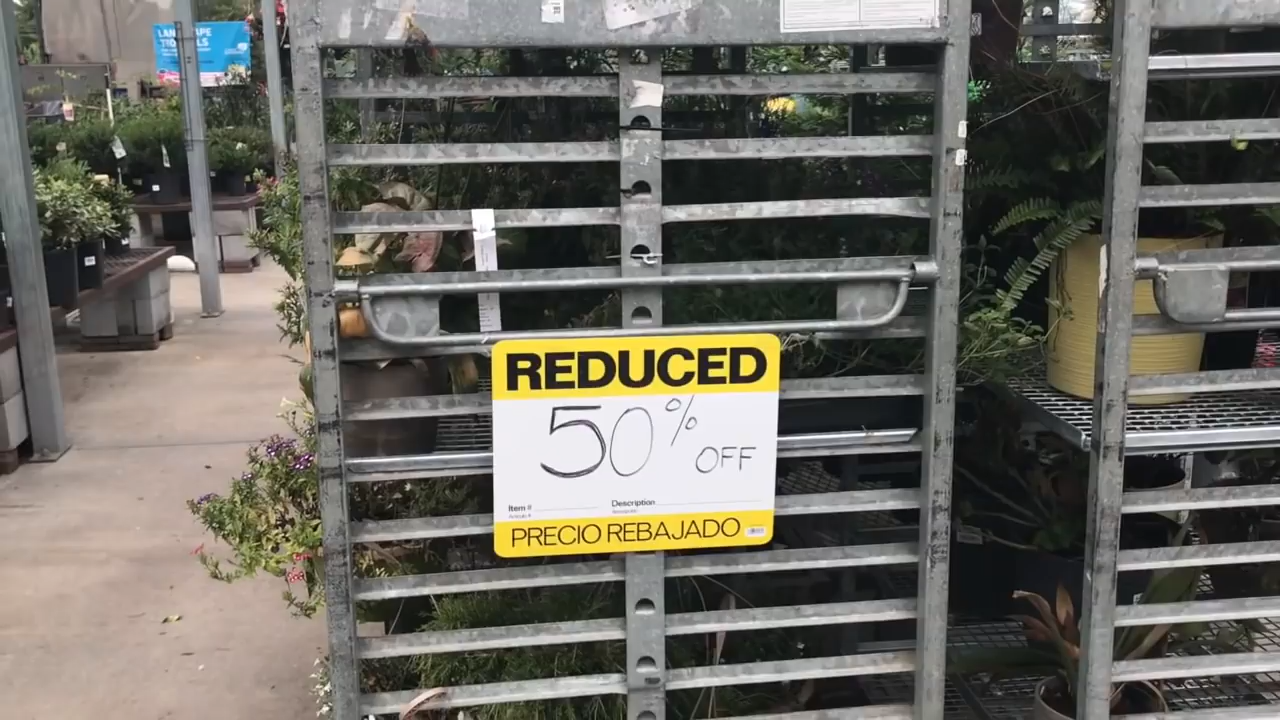 REDUCED
50% OFF
Item #
Description
PRECIO REBAJADO